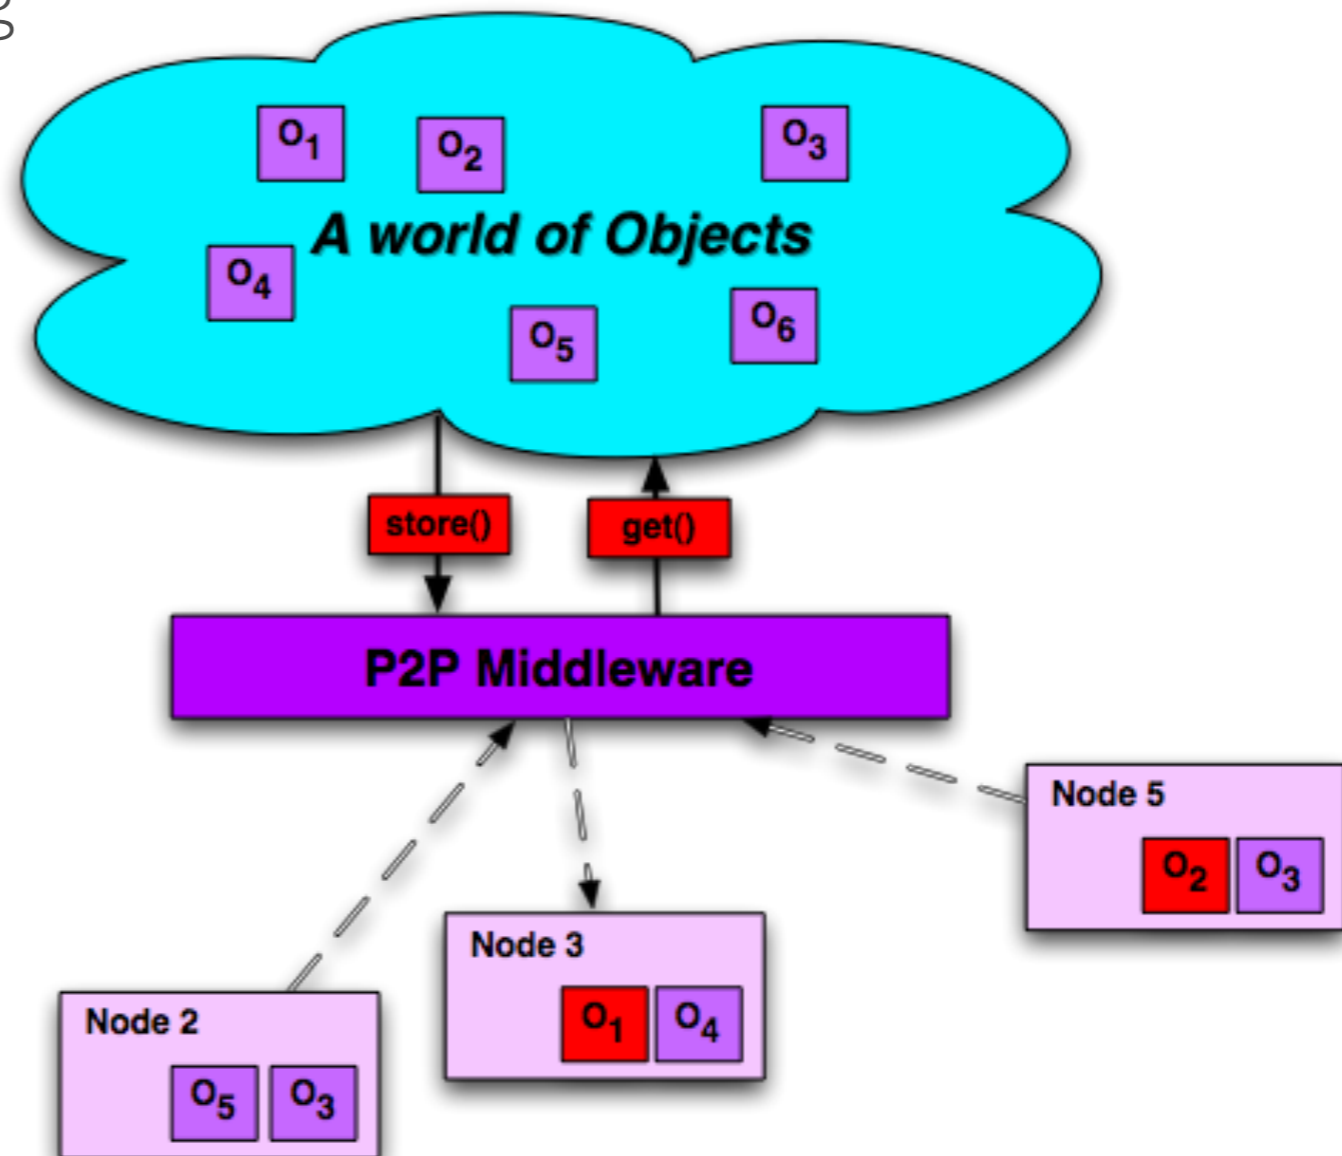 O1
O2
O3
A world of Objects
O4
O5
O6
store()
get()
P2P Middleware
Node 5
O2
O3
Node 3
O1
O4
Node 2
O5
O3